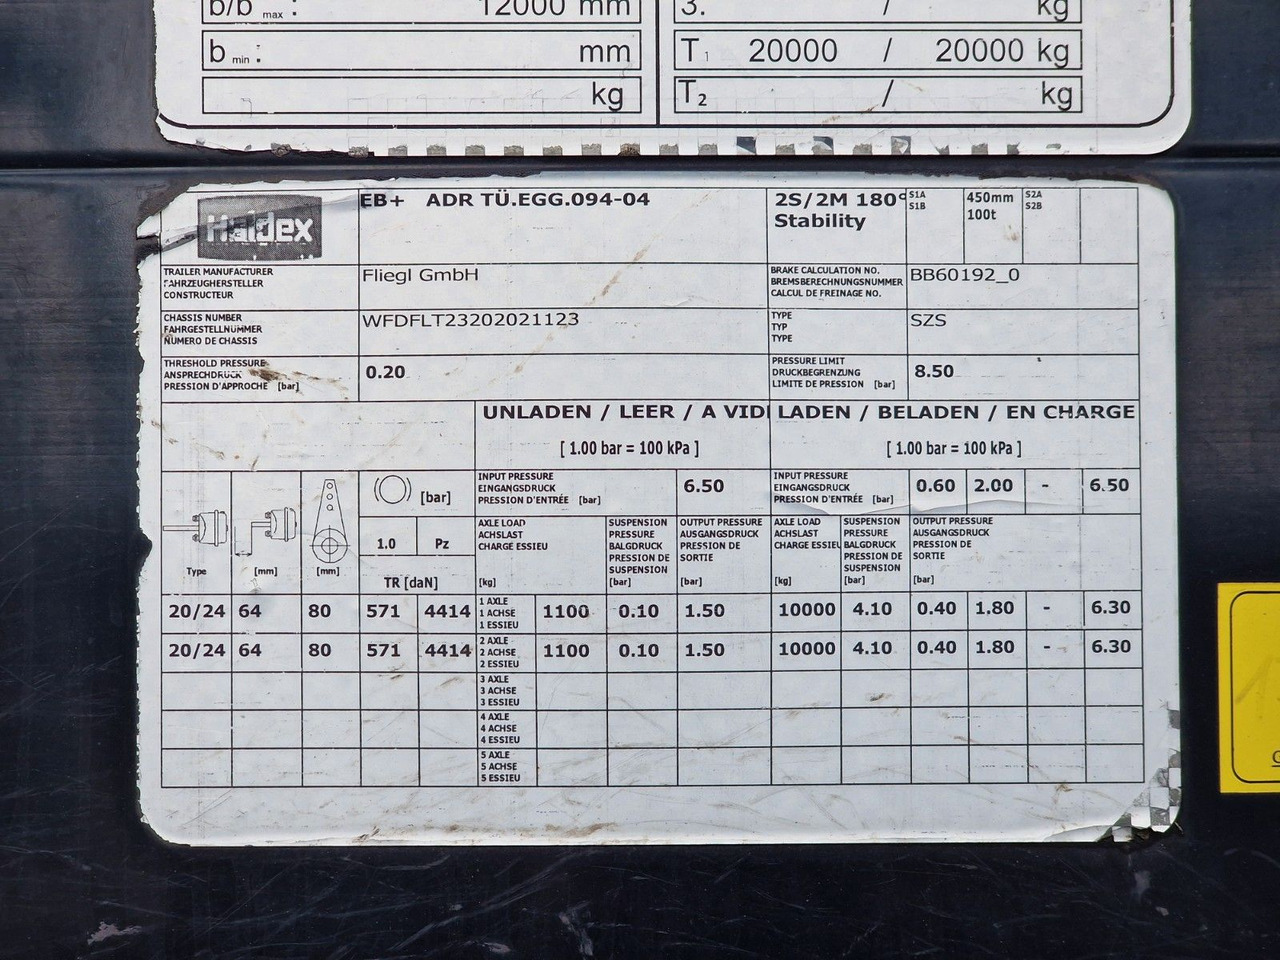 b/b max : 12000 mm
3. / kg
b min : mm
T1 20000 / 20000 kg
kg
T2 / kg
Haldex
EB+ ADR TÜ.EGG.094-04
2S/2M 180°
Stability
S1A
S1B
450mm
100t
S2A
S2B
TRAILER MANUFACTURER
FAHRZEUGHERSTELLER
CONSTRUCTEUR
Fliegl GmbH
BRAKE CALCULATION NO.
BREMSBERECHNUNGSNUMMER
CALCUL DE FREINAGE NO.
BB60192_0
CHASSIS NUMBER
FAHRGESTELLNUMMER
NUMERO DE CHASSIS
WFDFLT23202021123
TYPE
TYP
TYPE
SZS
THRESHOLD PRESSURE
ANSPRECHDRUCK
PRESSION D'APPROCHE [bar]
0.20
PRESSURE LIMIT
DRUCKBEGRENZUNG
LIMITE DE PRESSION [bar]
8.50
UNLADEN / LEER / A VID
[ 1.00 bar = 100 kPa ]
LADEN / BELADEN / EN CHARGE
[ 1.00 bar = 100 kPa ]
Type
[mm]
[mm]
[bar]
1.0 Pz
TR [daN]
INPUT PRESSURE
EINGANGSDRUCK
PRESSION D'ENTRÉE [bar]
6.50
INPUT PRESSURE
EINGANGSDRUCK
PRESSION D'ENTRÉE [bar]
0.60 2.00 - 6.50
AXLE LOAD
ACHSLAST
CHARGE ESSIEU
[kg]
SUSPENSION
PRESSURE
BALGDRUCK
PRESSION DE
SUSPENSION
[bar]
OUTPUT PRESSURE
AUSGANGSDRUCK
PRESSION DE
SORTIE
[bar]
AXLE LOAD
ACHSLAST
CHARGE ESSIEU
[kg]
SUSPENSION
PRESSURE
BALGDRUCK
PRESSION DE
SUSPENSION
[bar]
OUTPUT PRESSURE
AUSGANGSDRUCK
PRESSION DE
SORTIE
[bar]
20/24 64 80 571 4414
1 AXLE
1 ACHSE
1 ESSIEU
1100 0.10 1.50 10000 4.10 0.40 1.80 - 6.30
20/24 64 80 571 4414
2 AXLE
2 ACHSE
2 ESSIEU
1100 0.10 1.50 10000 4.10 0.40 1.80 - 6.30
3 AXLE
3 ACHSE
3 ESSIEU
4 AXLE
4 ACHSE
4 ESSIEU
5 AXLE
5 ACHSE
5 ESSIEU